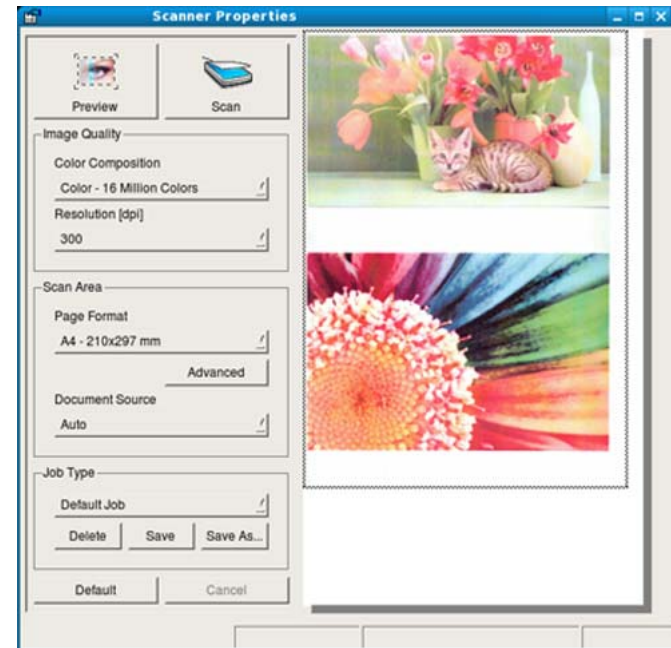 Scanner Properties
Preview
Scan
Image Quality
Color Composition
Color - 16 Million Colors
Resolution [dpi]
300
Scan Area
Page Format
A4 - 210x297 mm
Advanced
Document Source
Auto
Job Type
Default Job
Delete Save Save As...
Default Cancel